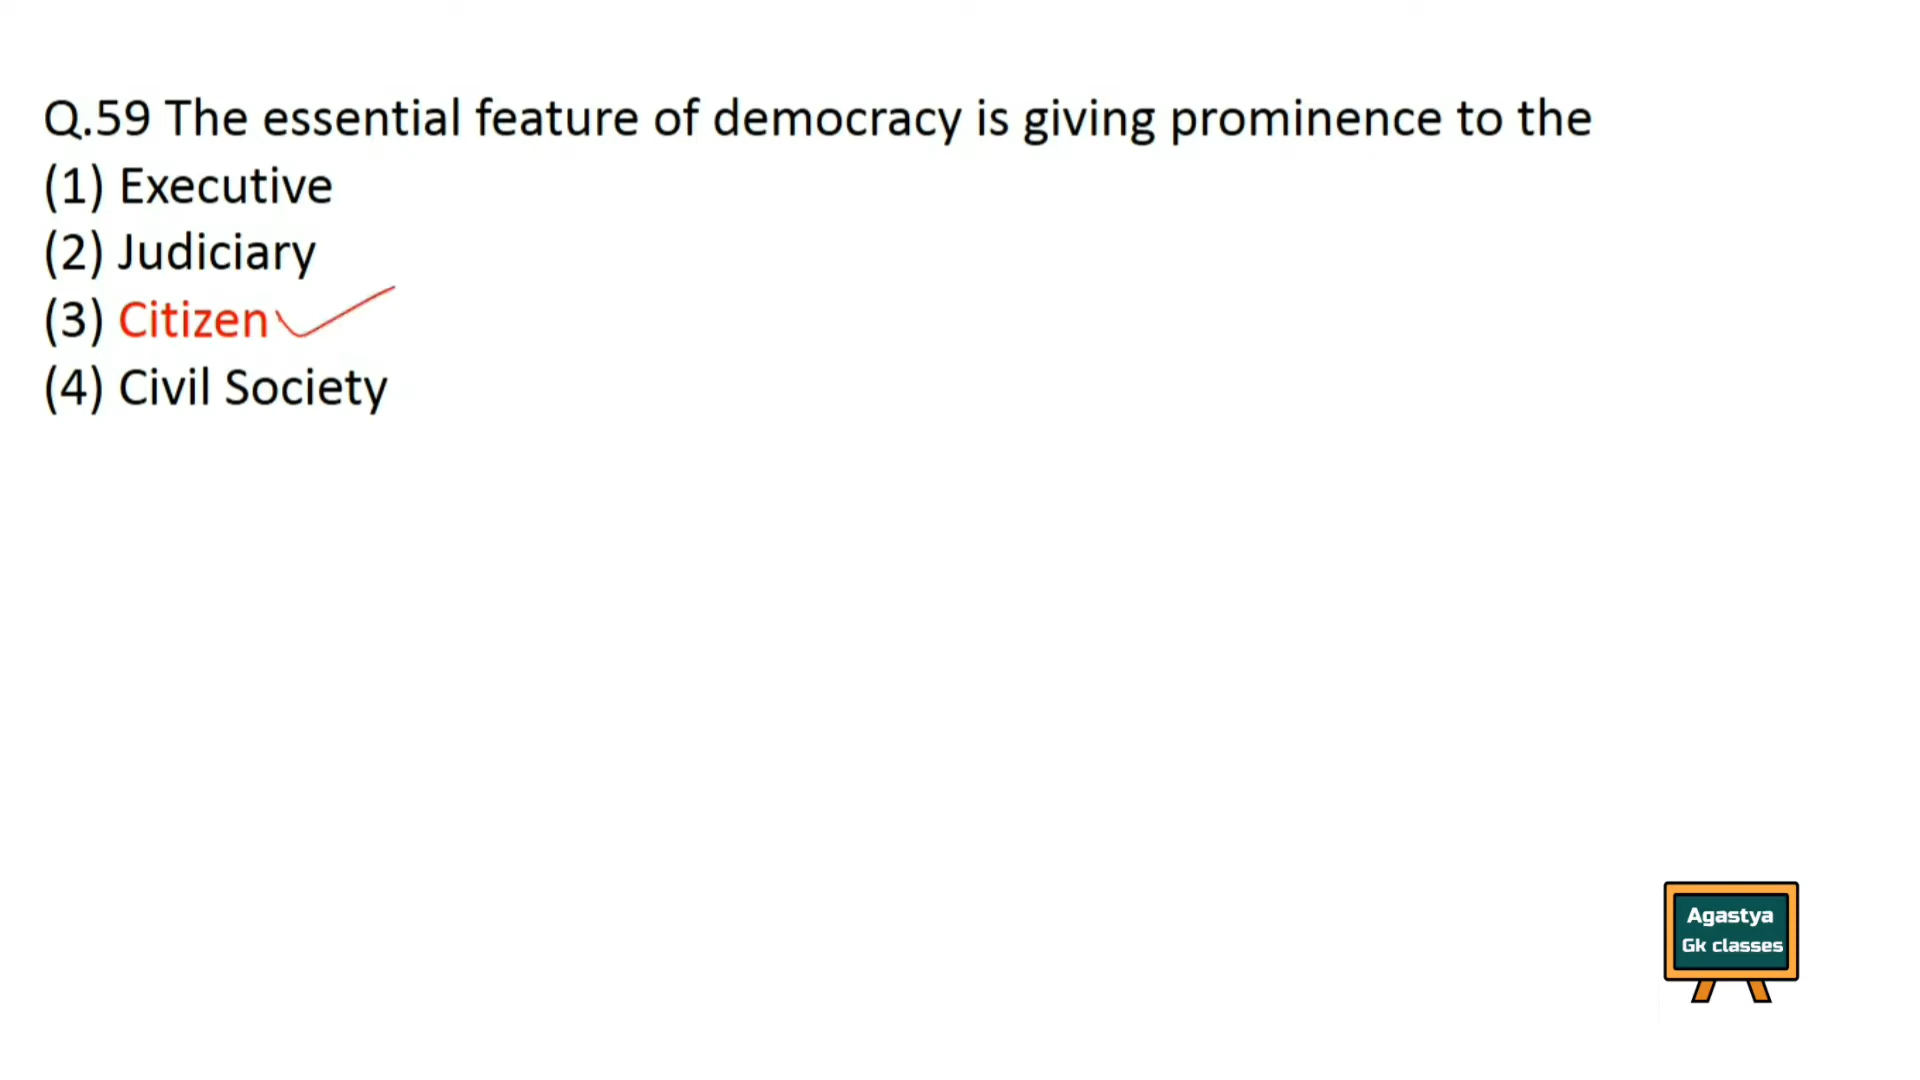 Q.59 The essential feature of democracy is giving prominence to the
(1) Executive
(2) Judiciary
(3) Citizen
(4) Civil Society
Agastya
Gk classes